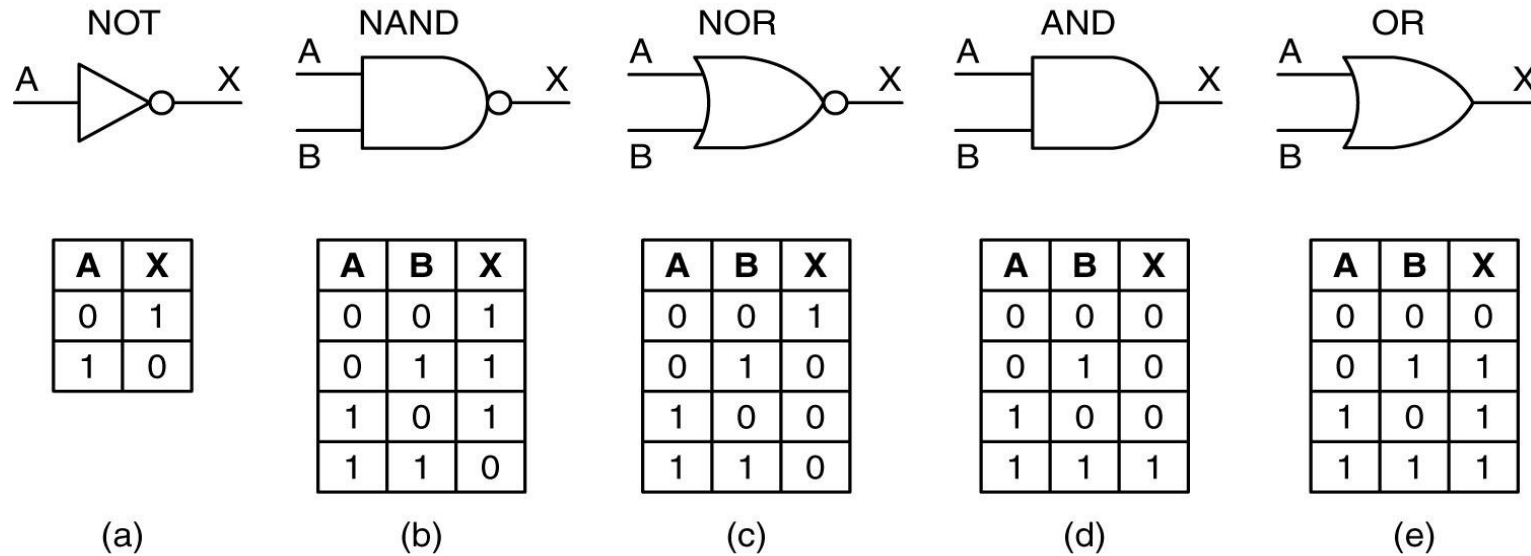 NOT NAND NOR AND OR
A X A B X A B X A B X A B X
A X
0 1
1 0
A B X
0 0 1
0 1 1
1 0 1
1 1 0
A B X
0 0 1
0 1 0
1 0 0
1 1 0
A B X
0 0 0
0 1 0
1 0 0
1 1 1
A B X
0 0 0
0 1 1
1 0 1
1 1 1
(a) (b) (c) (d) (e)